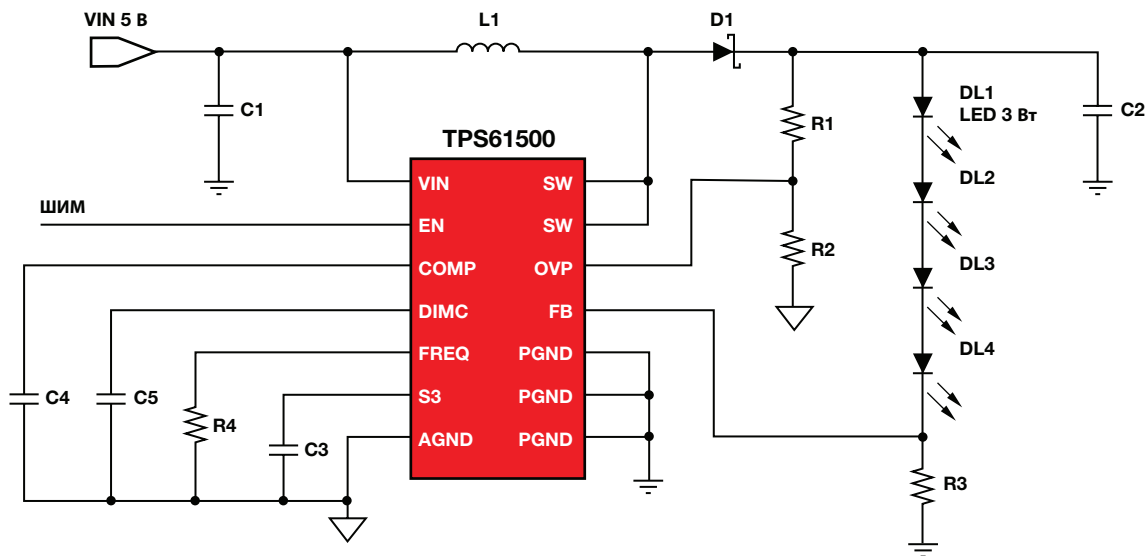 VIN 5 В
L1
D1
C1
R1
DL1
LED 3 Вт
C2
TPS61500
DL2
VIN
SW
ШИМ
EN
SW
R2
COMP
OVP
DL3
DIMC
FB
FREQ
PGND
DL4
C4
C5
R4
S3
PGND
C3
AGND
PGND
R3